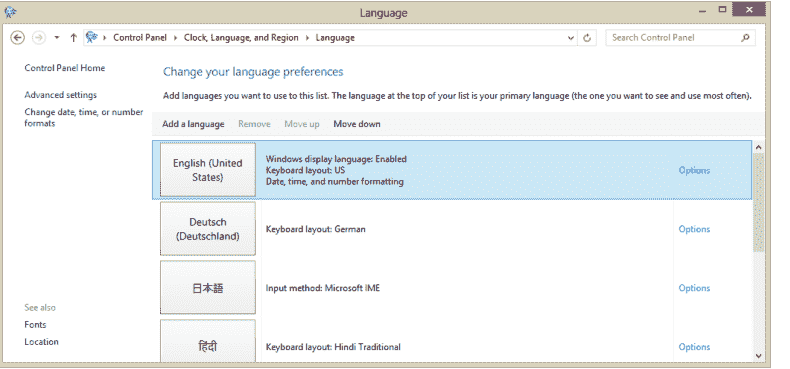 Language
Control Panel Clock, Language, and Region Language
Search Control Panel
Control Panel Home
Advanced settings
Change date, time, or number
formats
See also
Fonts
Location
Change your language preferences
Add languages you want to use to this list. The language at the top of your list is your primary language (the one you want to see and use most often).
Add a language Remove Move up Move down
English (United
States)
Windows display language: Enabled
Keyboard layout: US
Date, time, and number formatting
Options
Deutsch
(Deutschland)
Keyboard layout: German
Options
日本語
Input method: Microsoft IME
Options
हिंदी
Keyboard layout: Hindi Traditional
Options